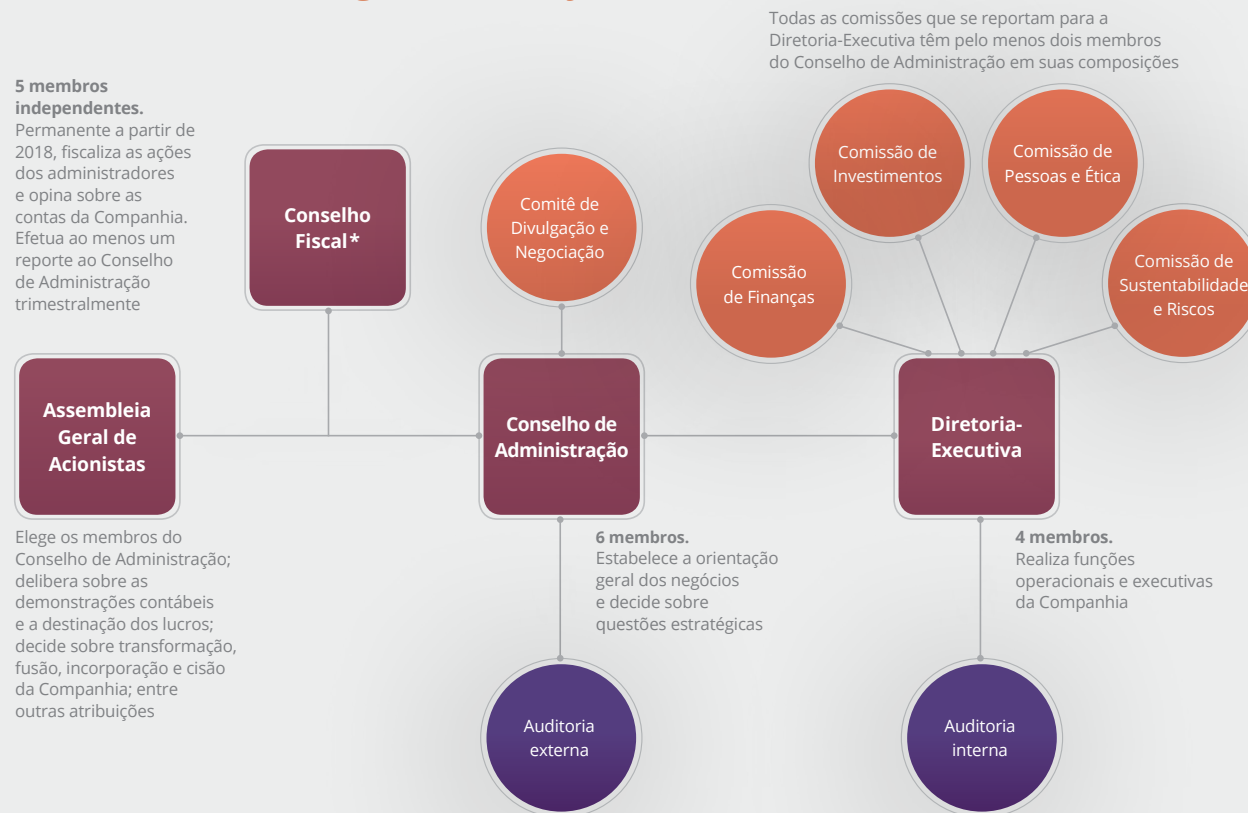 Todas as comissões que se reportam para a
Diretoria-Executiva têm pelo menos dois membros
do Conselho de Administração em suas composições
5 membros
independentes.
Permanente a partir de
2018, fiscaliza as ações
dos administradores
e opina sobre as
contas da Companhia.
Efetua ao menos um
reporte ao Conselho
de Administração
trimestralmente
Conselho
Fiscal*
Comitê de
Divulgação e
Negociação
Comissão
de Finanças
Comissão de
Investimentos
Comissão de
Pessoas e Ética
Comissão de
Sustentabilidade
e Riscos
Assembleia
Geral de
Acionistas
Conselho de
Administração
Diretoria-
Executiva
Elege os membros do
Conselho de Administração;
delibera sobre as
demonstrações contábeis
e a destinação dos lucros;
decide sobre transformação,
fusão, incorporação e cisão
da Companhia; entre
outras atribuições
6 membros.
Estabelece a orientação
geral dos negócios
e decide sobre
questões estratégicas
4 membros.
Realiza funções
operacionais e executivas
da Companhia
Auditoria
externa
Auditoria
interna